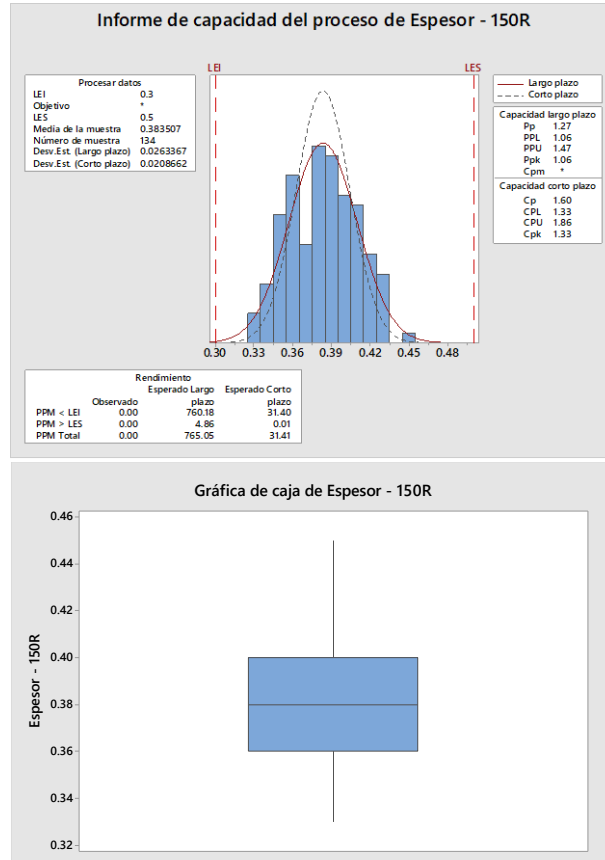 Informe de capacidad del proceso de Espesor - 150R
LEI
LES
Procesar datos
LEI 0.3
Objetivo *
LES 0.5
Media de la muestra 0.383507
Número de muestra 134
Desv.Est. (Largo plazo) 0.0263367
Desv.Est. (Corto plazo) 0.0208662
Largo plazo
Corto plazo
Capacidad largo plazo
Pp 1.27
PPL 1.06
PPU 1.47
Ppk 1.06
Cpm *
Capacidad corto plazo
Cp 1.60
CPL 1.33
CPU 1.86
Cpk 1.33
0.30 0.33 0.36 0.39 0.42 0.45 0.48
Rendimiento
Esperado Largo Esperado Corto
Observado plazo plazo
PPM < LEI 0.00 760.18 31.40
PPM > LES 0.00 4.86 0.01
PPM Total 0.00 765.05 31.41
Gráfica de caja de Espesor - 150R
Espesor - 150R
0.46
0.44
0.42
0.40
0.38
0.36
0.34
0.32